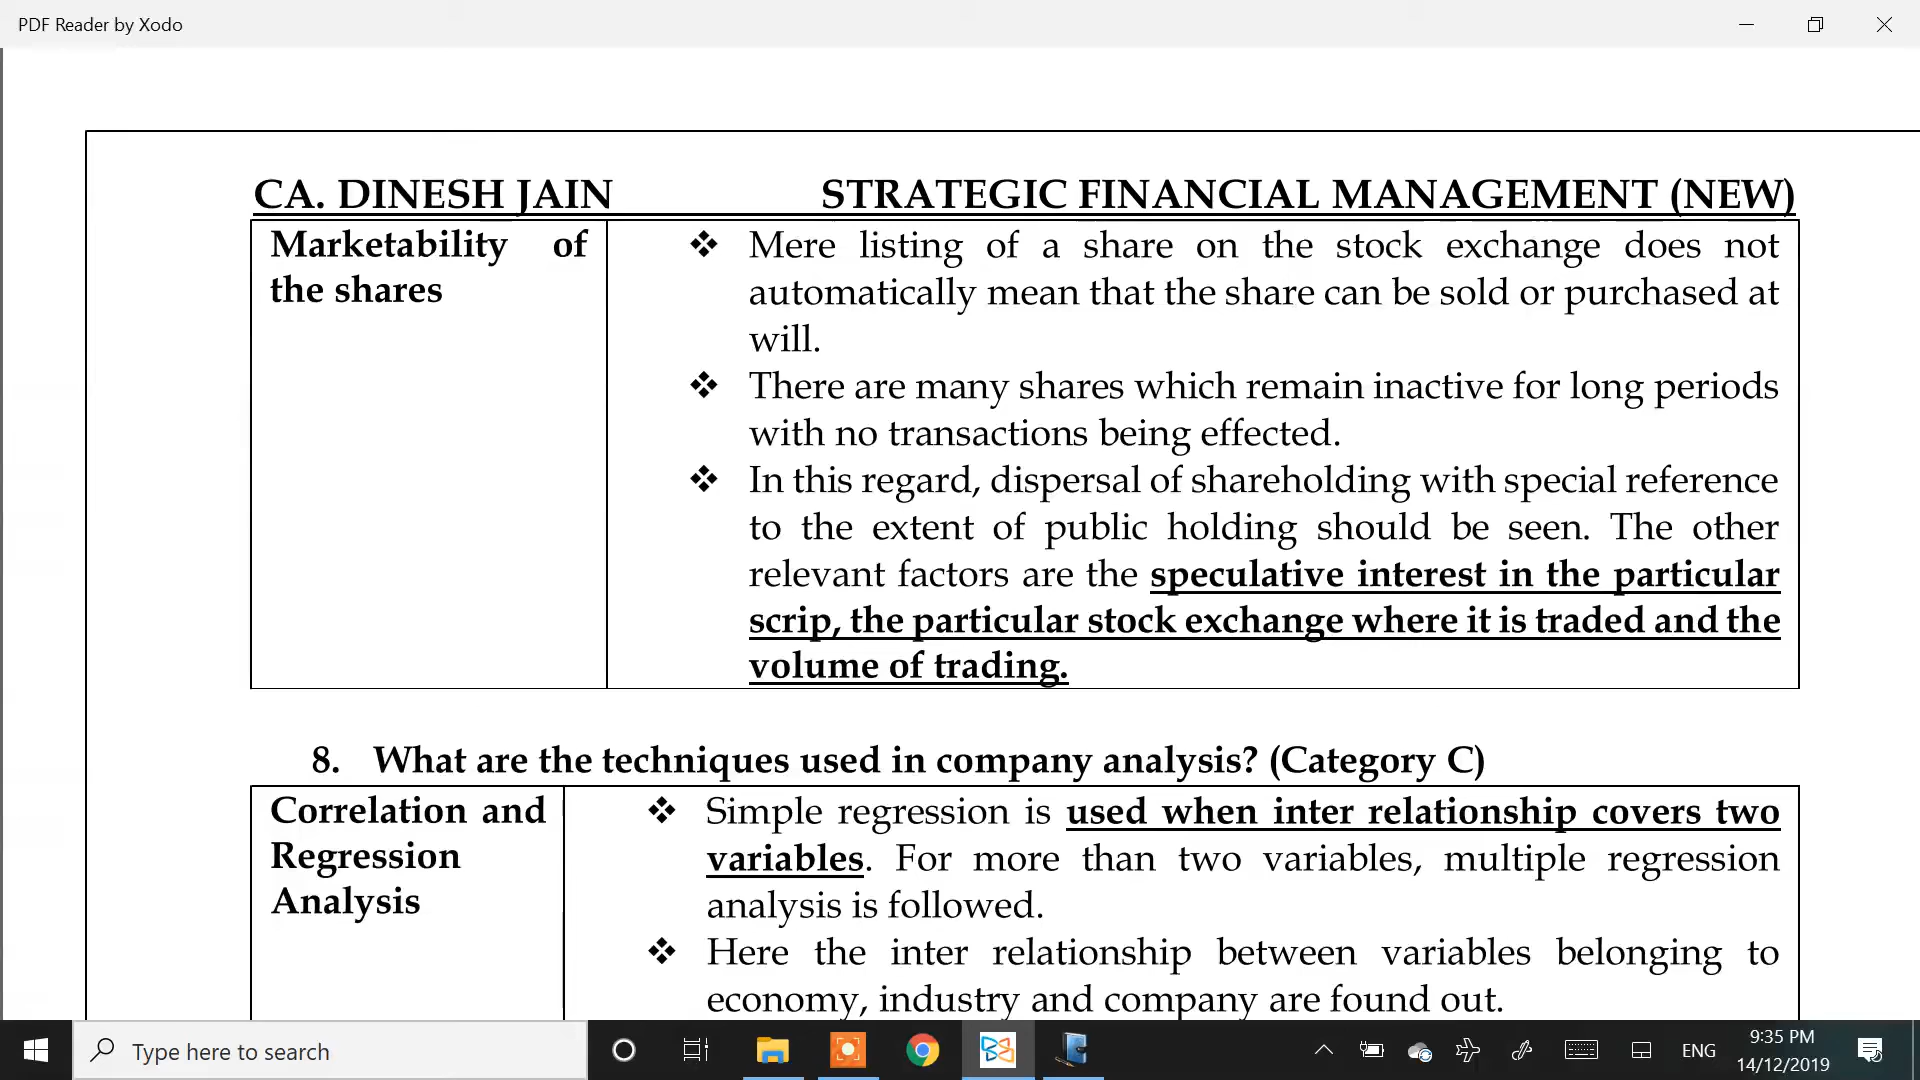 PDF Reader by Xodo
CA. DINESH JAIN STRATEGIC FINANCIAL MANAGEMENT (NEW)
Marketability of
the shares
❖ Mere listing of a share on the stock exchange does not
automatically mean that the share can be sold or purchased at
will.
❖ There are many shares which remain inactive for long periods
with no transactions being effected.
❖ In this regard, dispersal of shareholding with special reference
to the extent of public holding should be seen. The other
relevant factors are the speculative interest in the particular
scrip, the particular stock exchange where it is traded and the
volume of trading.
8. What are the techniques used in company analysis? (Category C)
Correlation and
Regression
Analysis
❖ Simple regression is used when inter relationship covers two
variables. For more than two variables, multiple regression
analysis is followed.
❖ Here the inter relationship between variables belonging to
economy, industry and company are found out.
Type here to search
ENG
9:35 PM
14/12/2019